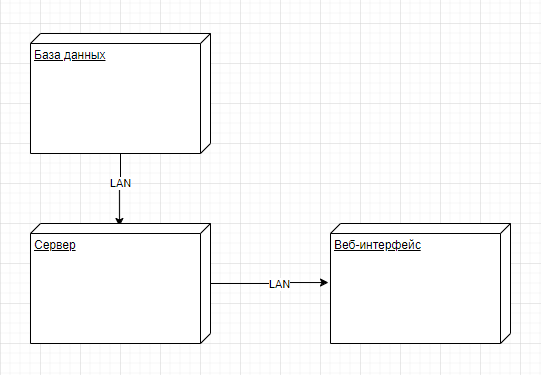 База данных
LAN
Сервер
LAN
Веб-интерфейс